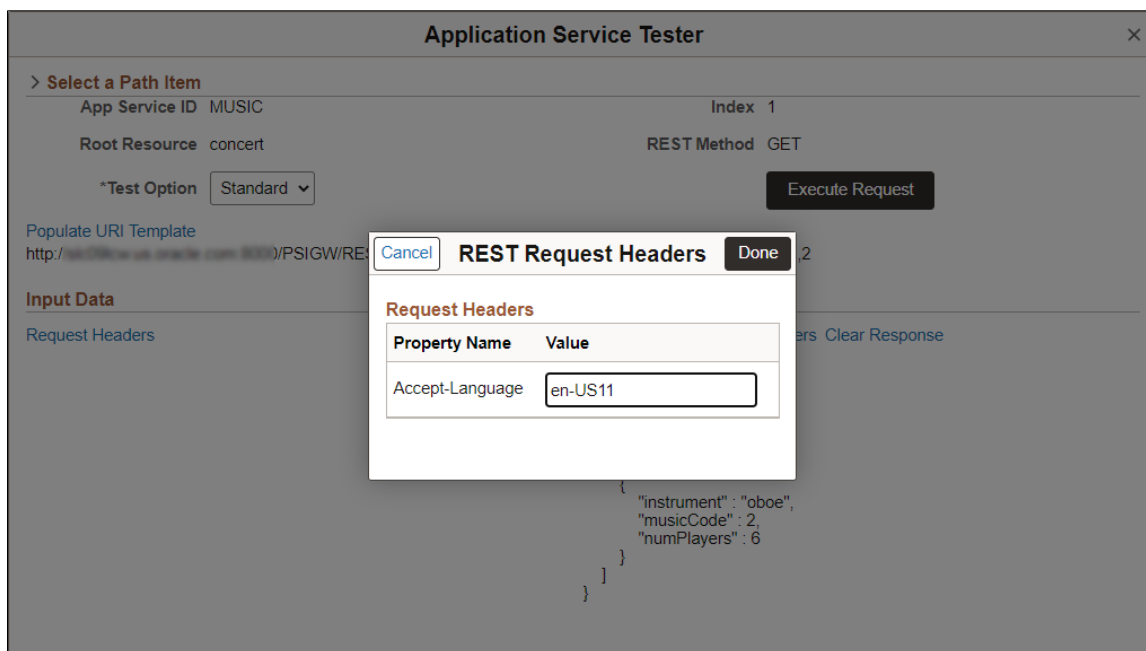 Application Service Tester
Select a Path Item
App Service ID MUSIC Index 1
Root Resource concert REST Method GET
*Test Option Standard Execute Request
Populate URI Template
http:/ /PSIGW/RES ,2
Cancel REST Request Headers Done
Input Data
Request Headers
Property Name Value
Request Headers ers Clear Response
Accept-Language en-US11
{
"instrument" : "oboe",
"musicCode" : 2,
"numPlayers" : 6
}
]
}